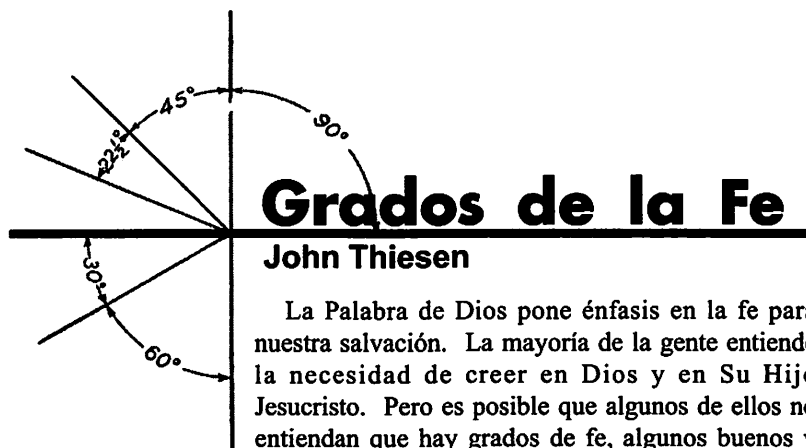 45°
90°
22½°
Grados de la Fe
John Thiesen
30°
60°
La Palabra de Dios pone énfasis en la fe para
nuestra salvación. La mayoría de la gente entiende
la necesidad de creer en Dios y en Su Hijo
Jesucristo. Pero es posible que algunos de ellos no
entiendan que hay grados de fe, algunos buenos y